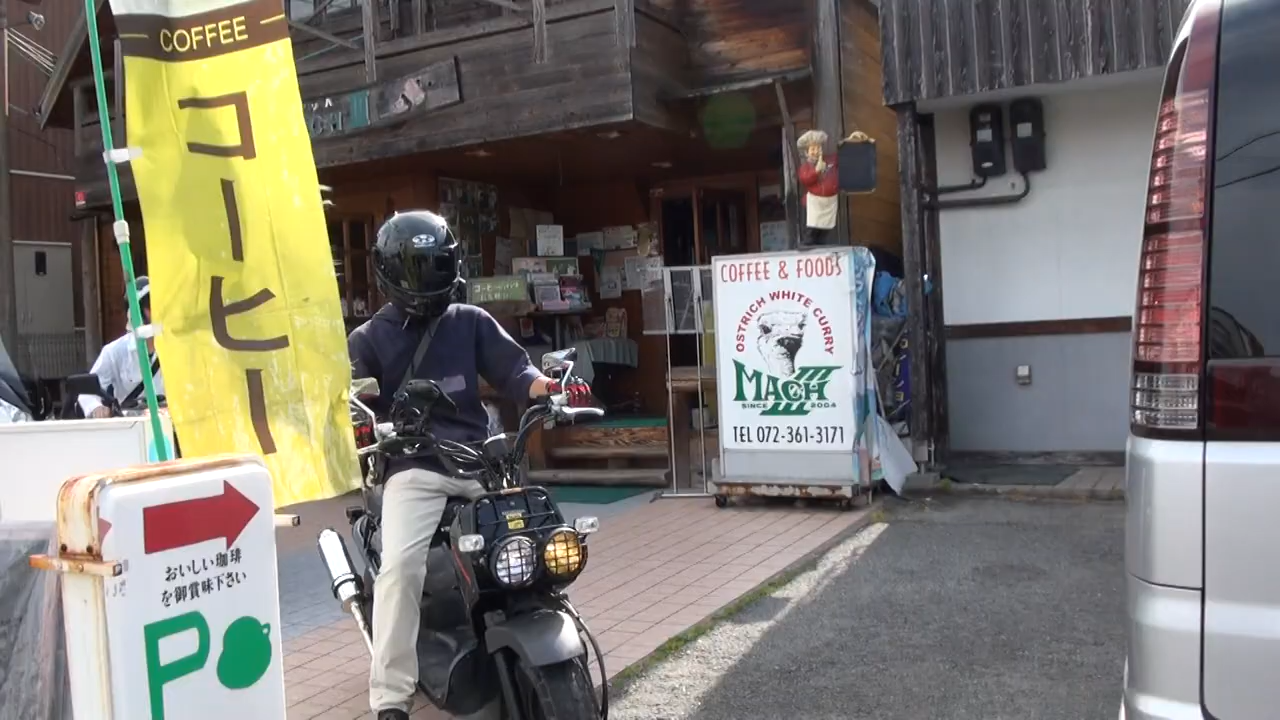 COFFEE
コーヒー
COFFEE & FOODS
OSTRICH WHITE CURRY
MACH
SINCE 2004
TEL 072-361-3171
おいしい珈琲
を御賞味下さい
P